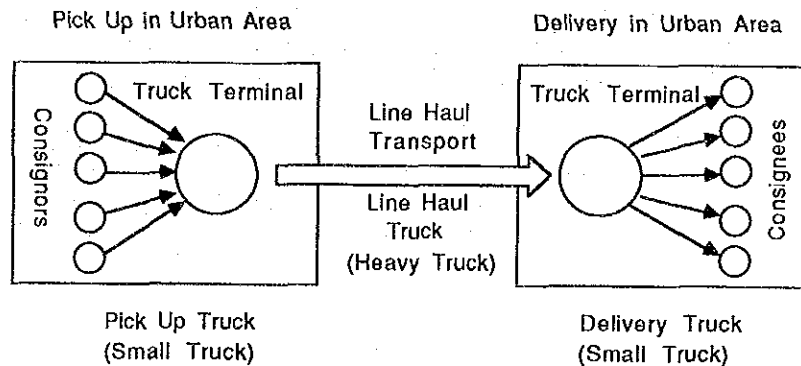 Pick Up in Urban Area
Delivery in Urban Area
Truck Terminal
Consignors
Line Haul
Transport
Line Haul
Truck
(Heavy Truck)
Truck Terminal
Consignees
Pick Up Truck
(Small Truck)
Delivery Truck
(Small Truck)